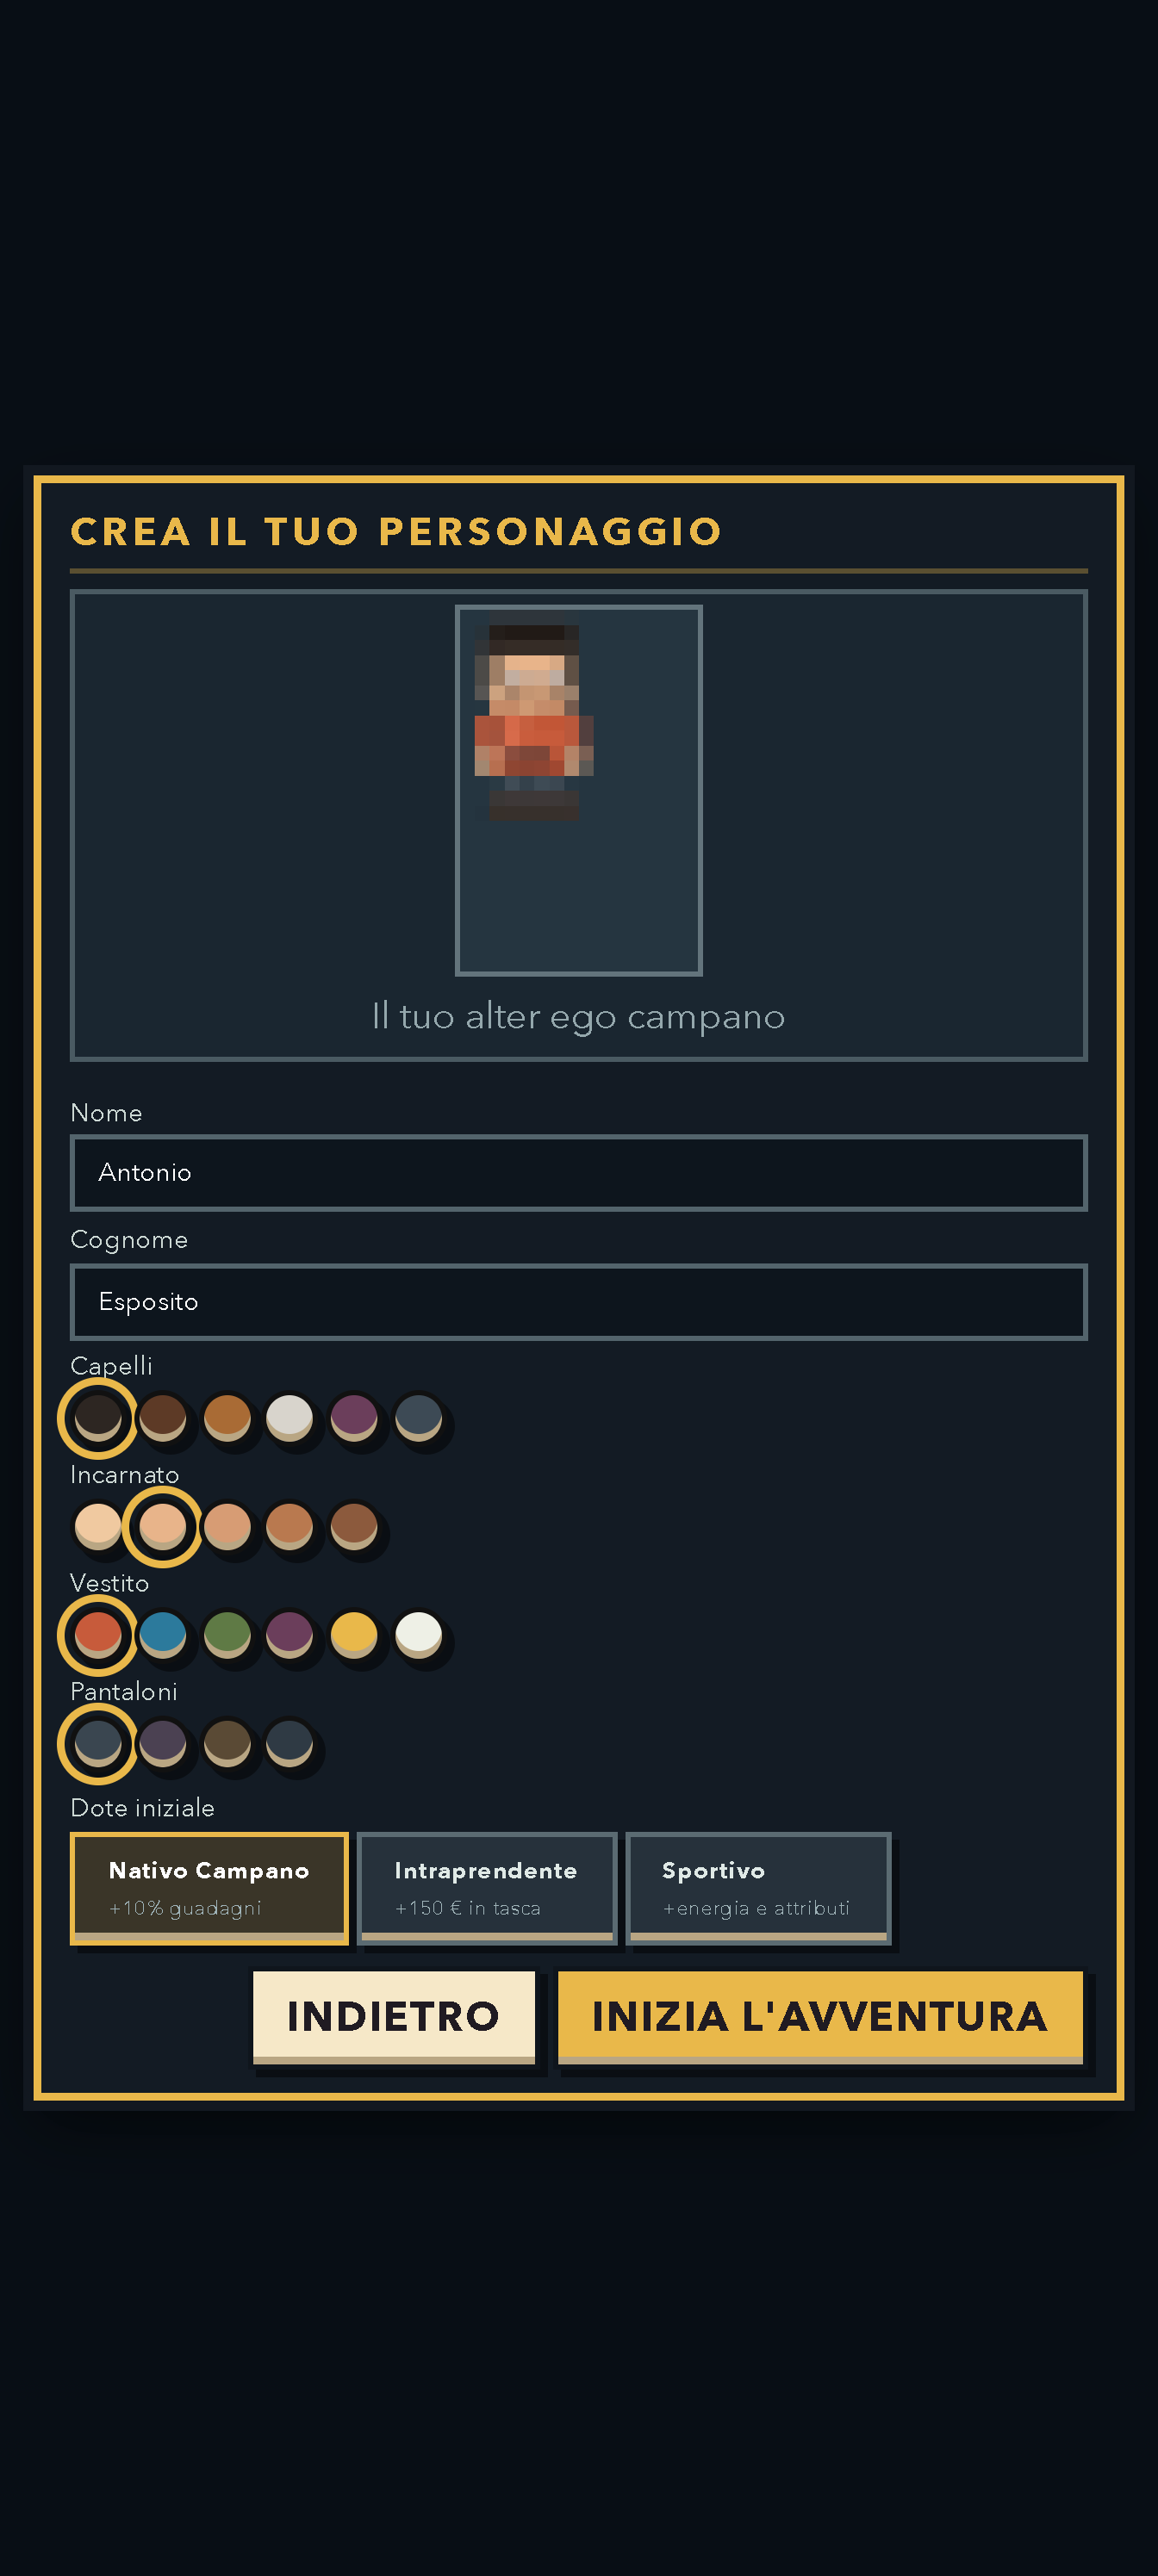 CREA IL TUO PERSONAGGIO
Il tuo alter ego campano
Nome
Antonio
Cognome
Esposito
Capelli
Incarnato
Vestito
Pantaloni
Dote iniziale
Nativo Campano
+10% guadagni
Intraprendente
+150 € in tasca
Sportivo
+energia e attributi
INDIETRO
INIZIA L'AVVENTURA